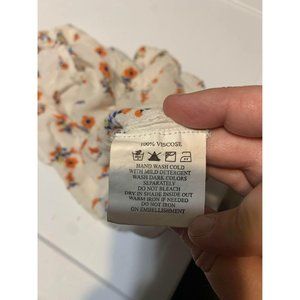 100% VISCOSE
HAND WASH COLD
WITH MILD DETERGENT
WASH DARK COLORS
SEPARATELY
DO NOT BLEACH
DRY IN SHADE INSIDE OUT
WARM IRON IF NEEDED
DO NOT IRON
ON EMBELLISHMENT